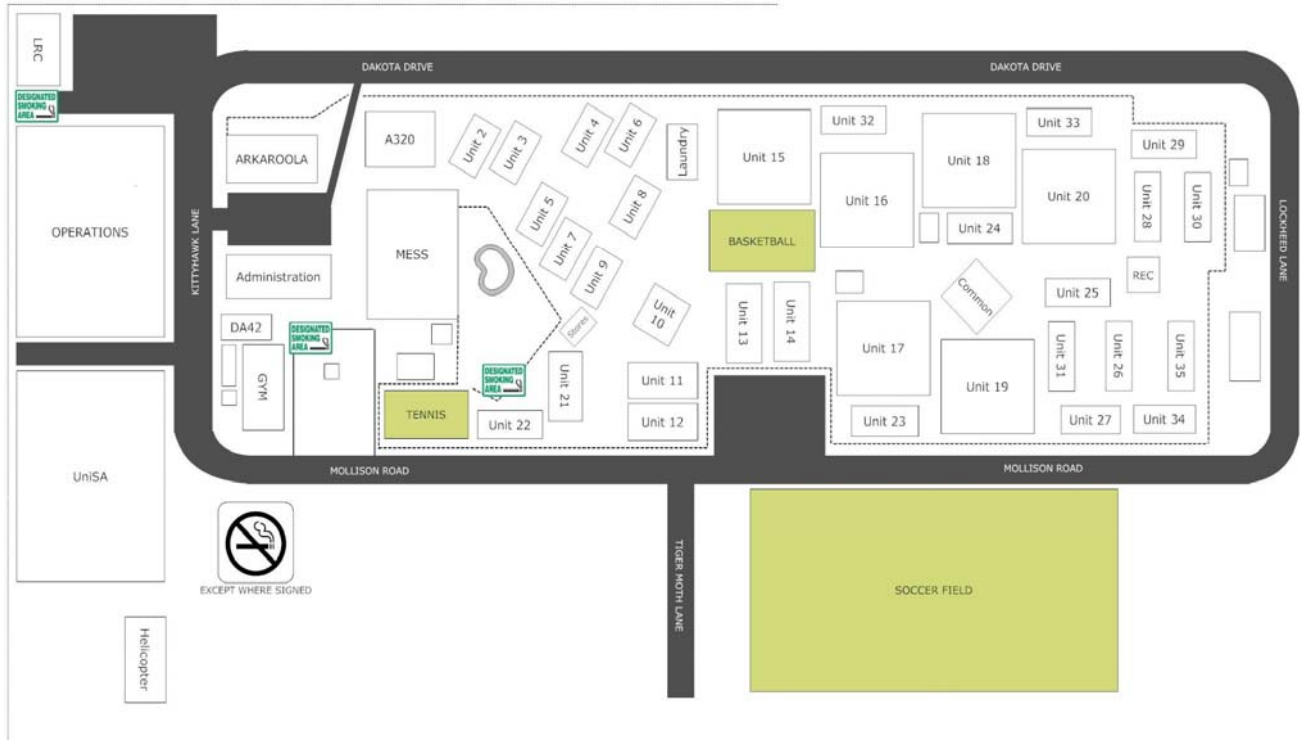 LRC
DAKOTA DRIVE
DAKOTA DRIVE
DESIGNATED
SMOKING
AREA
OPERATIONS
ARKAROOLA
A320
Unit 2
Unit 3
Unit 4
Unit 6
Laundry
Unit 15
Unit 32
Unit 18
Unit 33
Unit 29
Unit 16
Unit 20
Unit 28
Unit 30
Unit 5
Unit 8
Unit 7
Unit 9
BASKETBALL
Unit 24
KITTYHAWK LANE
LOCKHEED LANE
MESS
Administration
REC
Common
Unit 25
Stores
Unit
10
Unit 13
Unit 14
DA42
DESIGNATED
SMOKING
AREA
GYM
DESIGNATED
SMOKING
AREA
Unit 21
Unit 11
Unit 17
Unit 19
Unit 31
Unit 26
Unit 35
TENNIS
Unit 22
Unit 12
Unit 23
Unit 27
Unit 34
MOLLISON ROAD
MOLLISON ROAD
UniSA
EXCEPT WHERE SIGNED
TIGER MOTH LANE
SOCCER FIELD
Helicopter